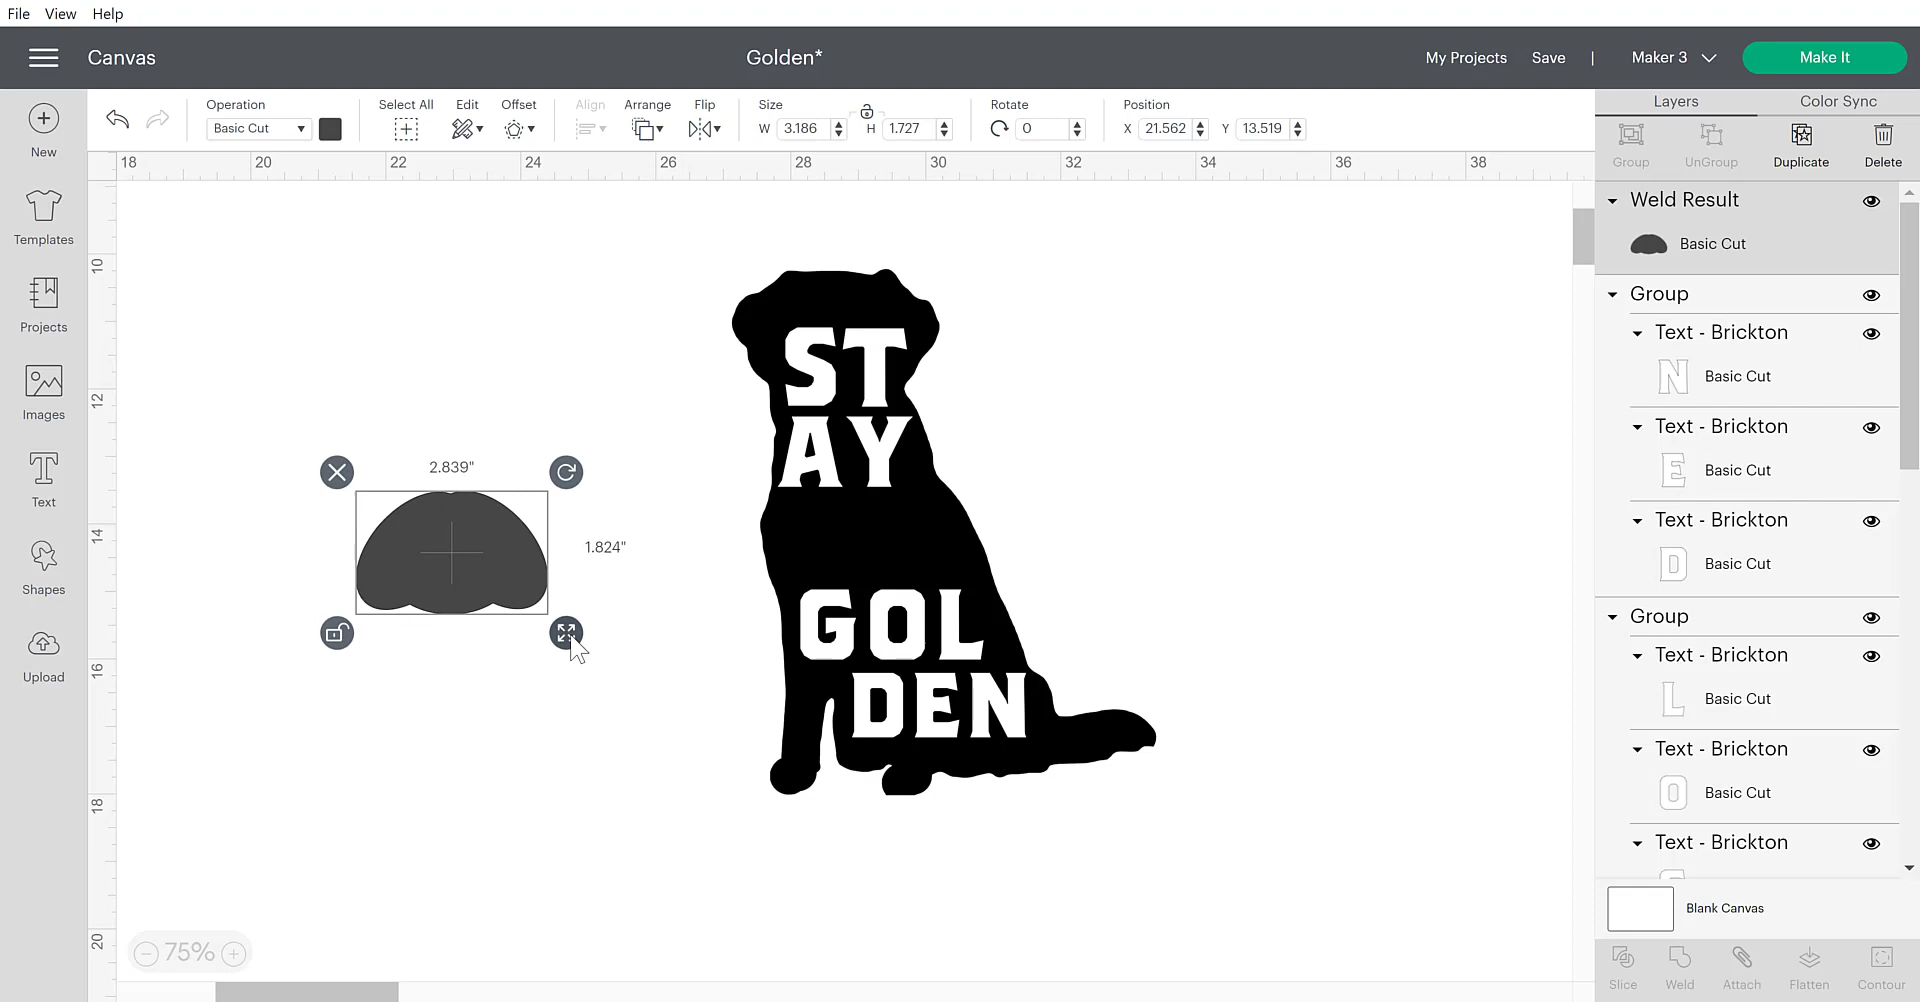 File View Help
Canvas
Golden*
My Projects Save | Maker 3
Make It
Operation
Basic Cut
Select All Edit Offset
Align Arrange Flip
Size
W 3.186 H 1.727
Rotate
0
Position
X 21.562 Y 13.519
Layers Color Sync
Group UnGroup Duplicate Delete
New
Templates
Projects
Images
Text
Shapes
Upload
18 20 22 24 26 28 30 32 34 36 38
10
12
14
16
18
20
2.839"
1.824"
ST
AY
GOL
DEN
75%
Weld Result
Basic Cut
Group
Text - Brickton
N Basic Cut
Text - Brickton
E Basic Cut
Text - Brickton
D Basic Cut
Group
Text - Brickton
L Basic Cut
Text - Brickton
O Basic Cut
Text - Brickton
Blank Canvas
Slice Weld Attach Flatten Contour